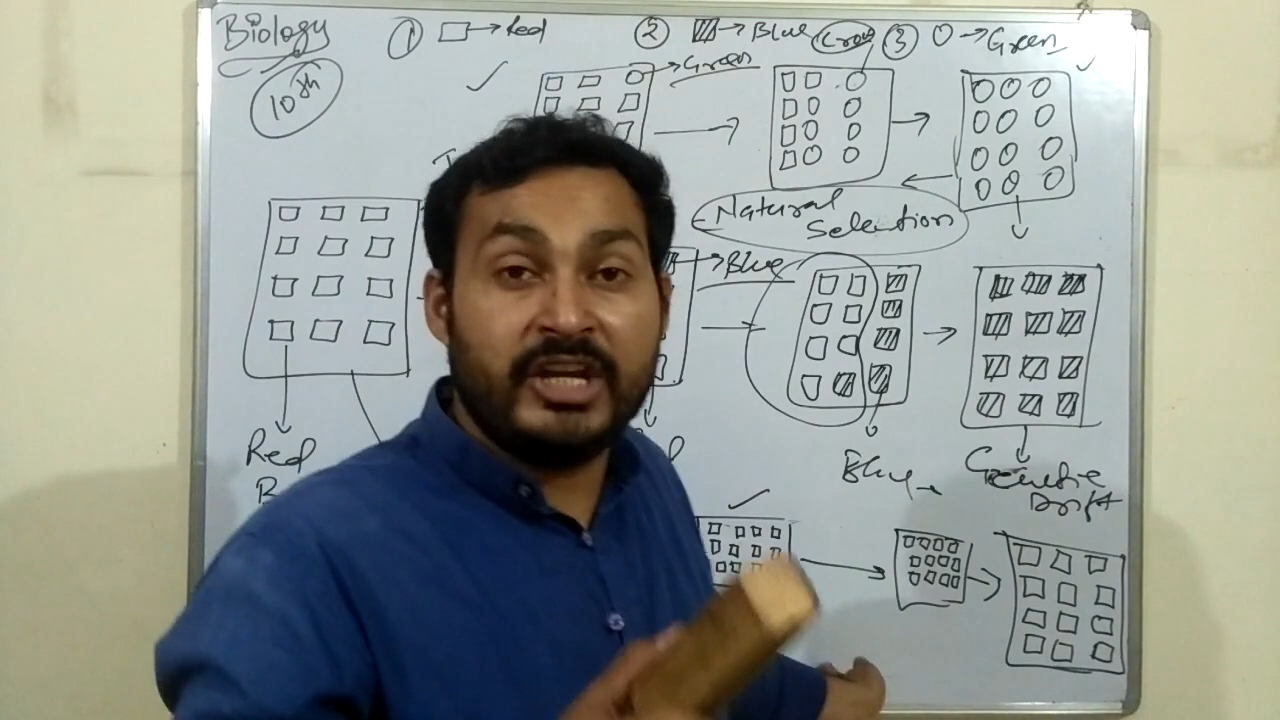 Biology
10th
① → Red
② → Blue Crow
③ → Green
→ Green
Natural
Selection
→ Blue
Red
B
Blue
Genetic
Drift